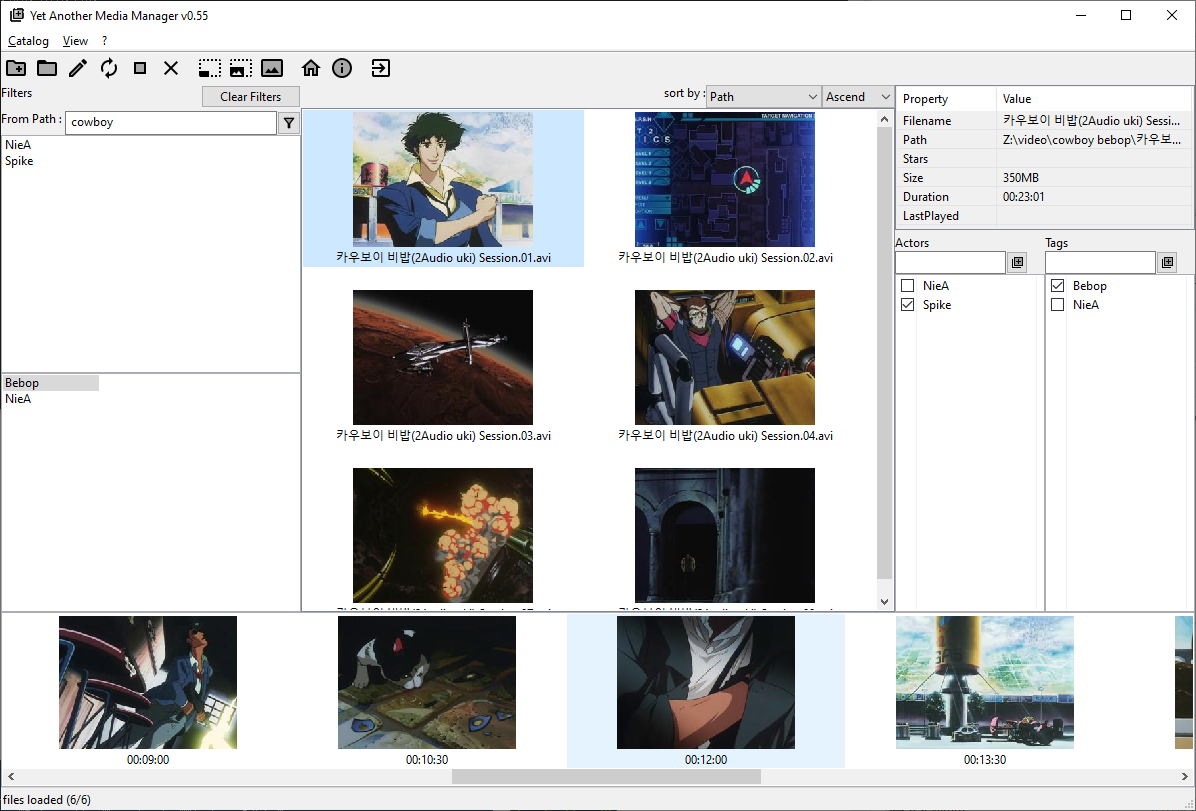 Yet Another Media Manager v0.55
Catalog View ?
Filters
Clear Filters
From Path : cowboy
NieA
Spike
Bebop
NieA
sort by : Path Ascend
TARGET NAVIGATION
카우보이 비밥(2Audio uki) Session.01.avi
카우보이 비밥(2Audio uki) Session.02.avi
카우보이 비밥(2Audio uki) Session.03.avi
카우보이 비밥(2Audio uki) Session.04.avi
Property Value
Filename 카우보이 비밥(2Audio uki) Sessi...
Path Z:\video\cowboy bebop\카우보...
Stars
Size 350MB
Duration 00:23:01
LastPlayed
Actors Tags
NieA
Spike
Bebop
NieA
00:09:00 00:10:30 00:12:00 00:13:30
files loaded (6/6)